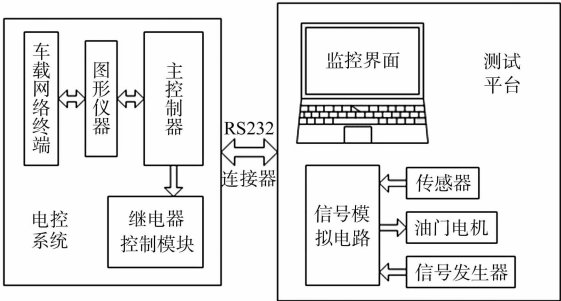 车载网络终端
图形仪器
主控制器
继电器
控制模块
电控
系统
RS232
连接器
监控界面
测试
平台
信号模
拟电路
传感器
油门电机
信号发生器